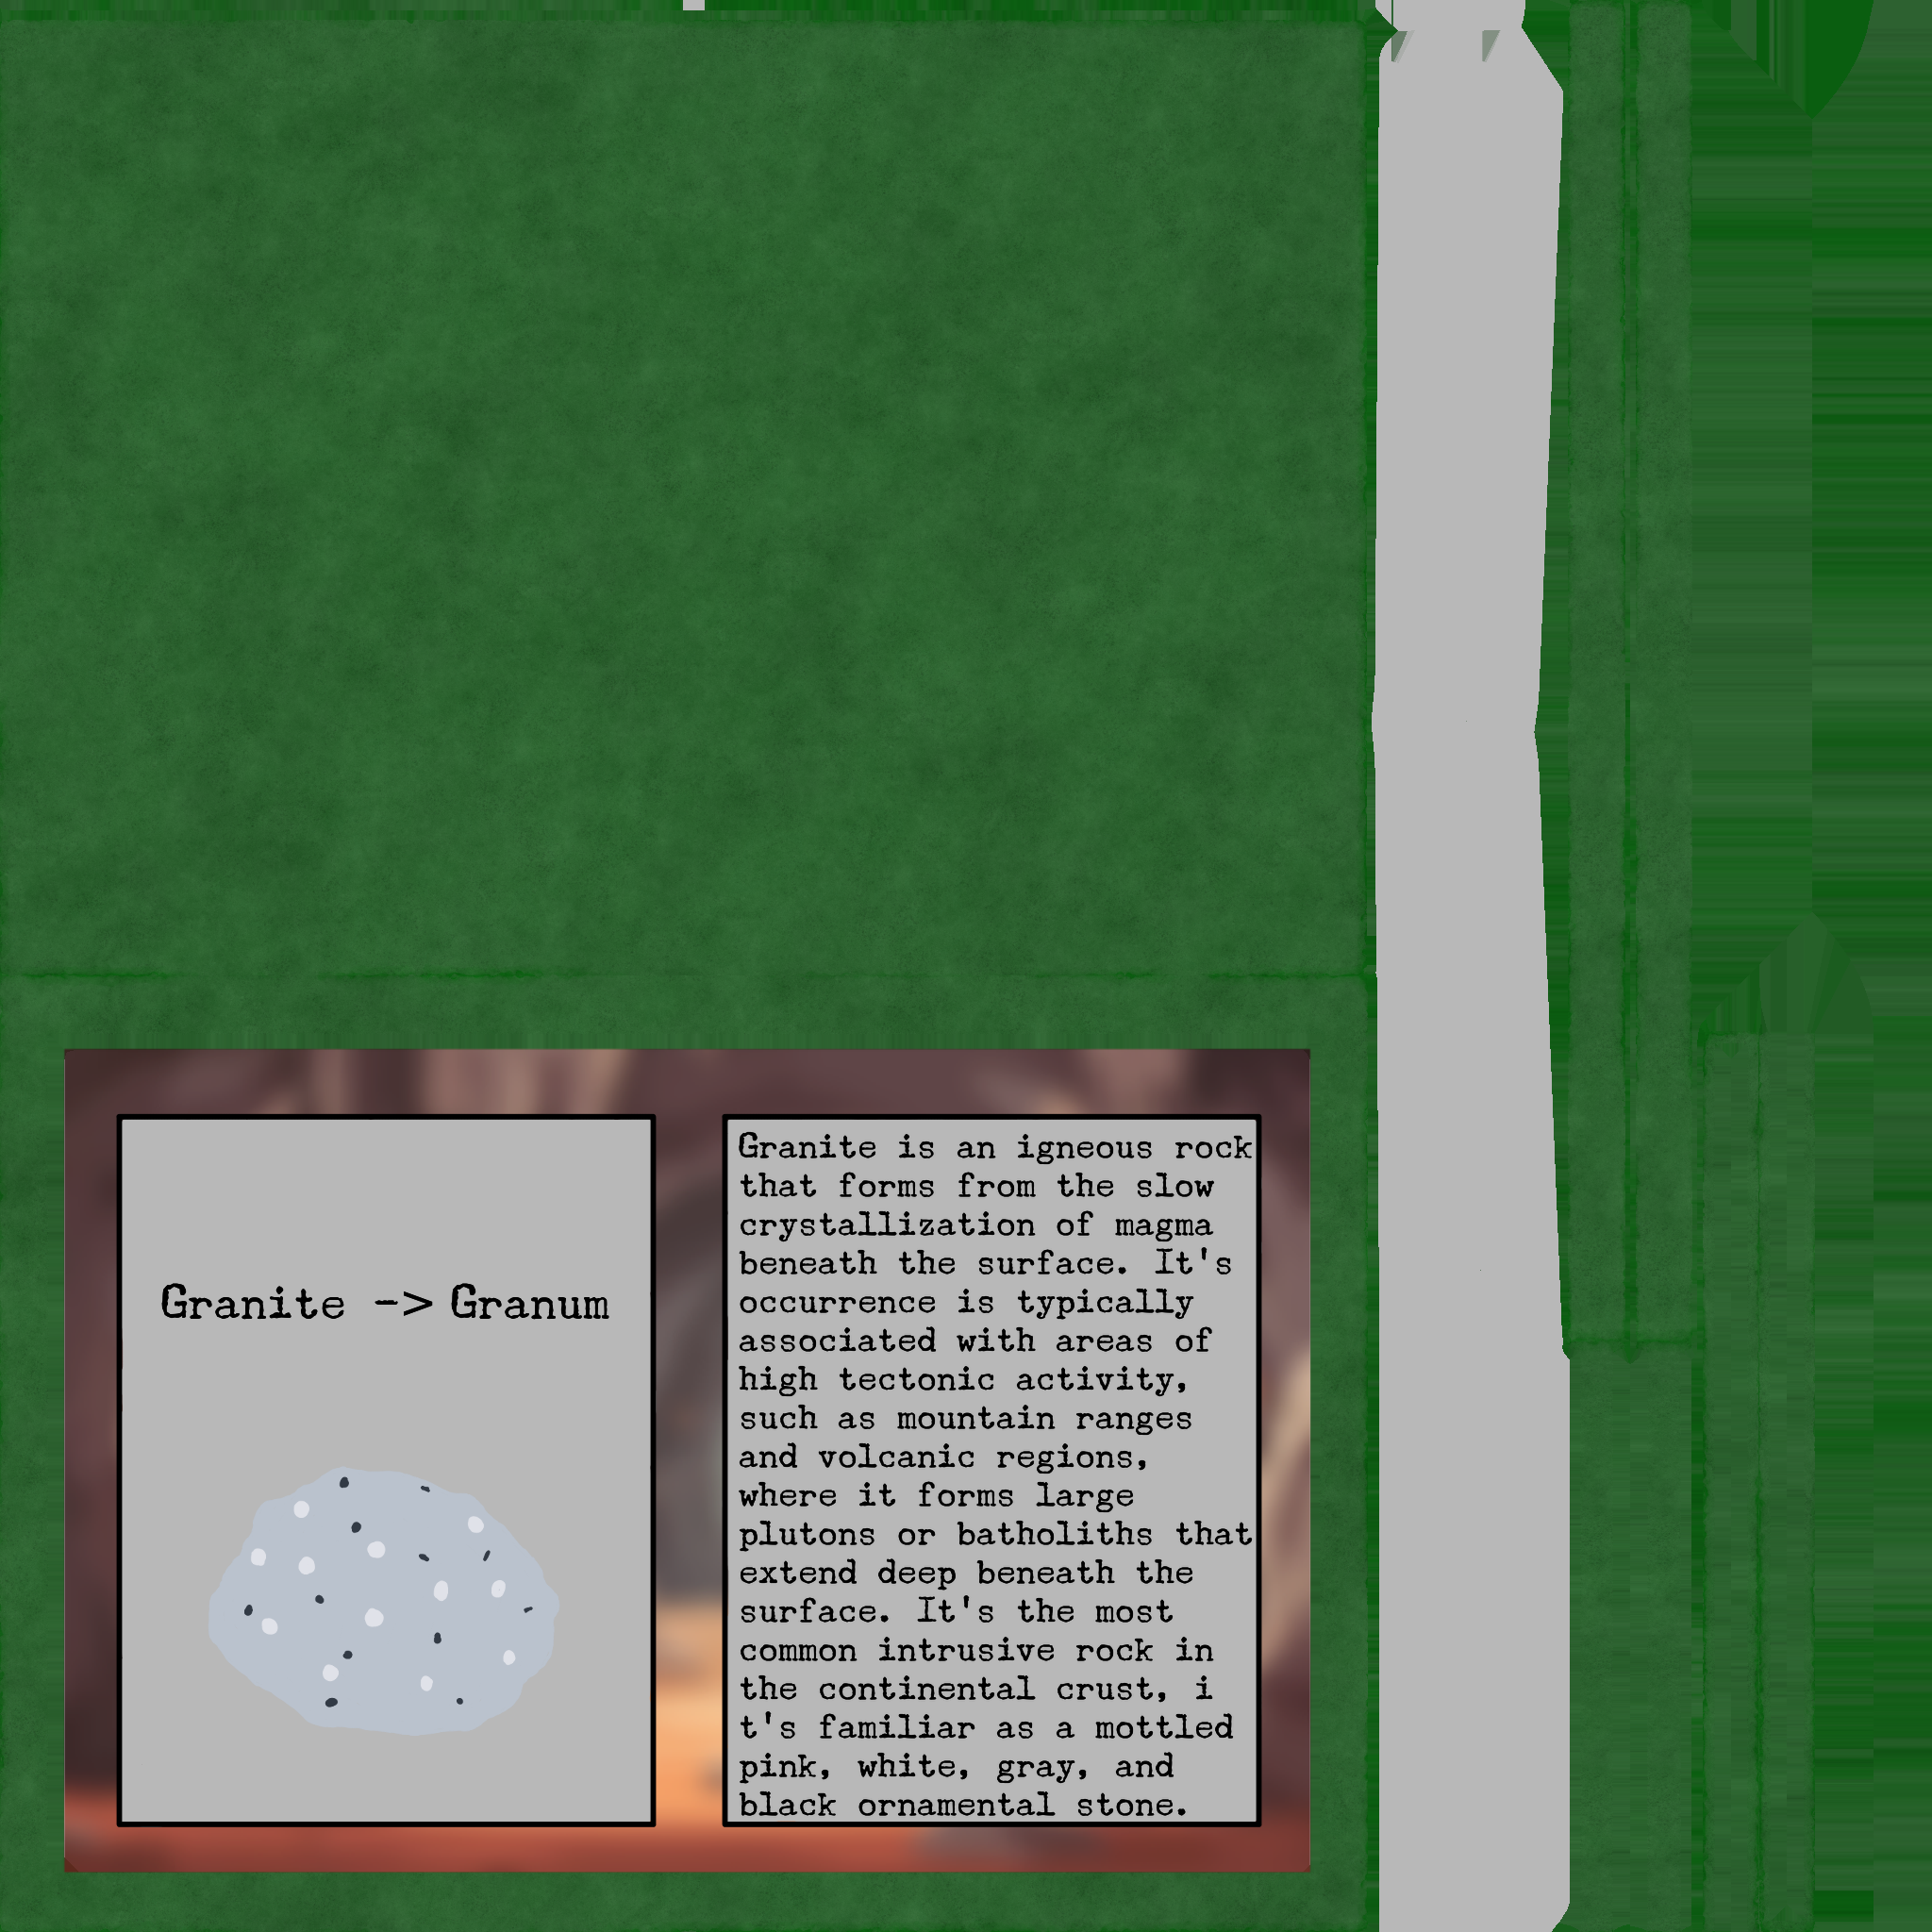 Granite -> Granum
Granite is an igneous rock
that forms from the slow
crystallization of magma
beneath the surface. It's
occurrence is typically
associated with areas of
high tectonic activity,
such as mountain ranges
and volcanic regions,
where it forms large
plutons or batholiths that
extend deep beneath the
surface. It's the most
common intrusive rock in
the continental crust, i
t's familiar as a mottled
pink, white, gray, and
black ornamental stone.